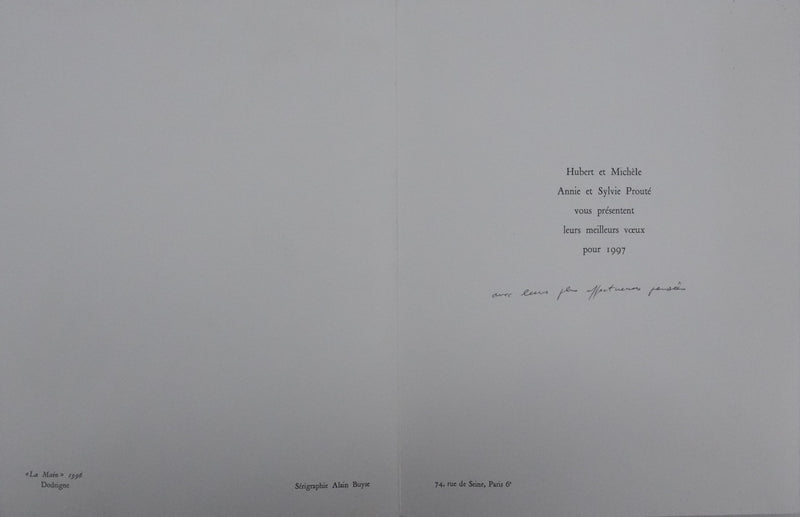 Hubert et Michèle
Annie et Sylvie Prouté
vous présentent
leurs meilleurs vœux
pour 1997
avec leurs plus affectueuses pensées
«La Main» 1996
Dodeigne
Sérigraphie Alain Buyse
74, rue de Seine, Paris 6e